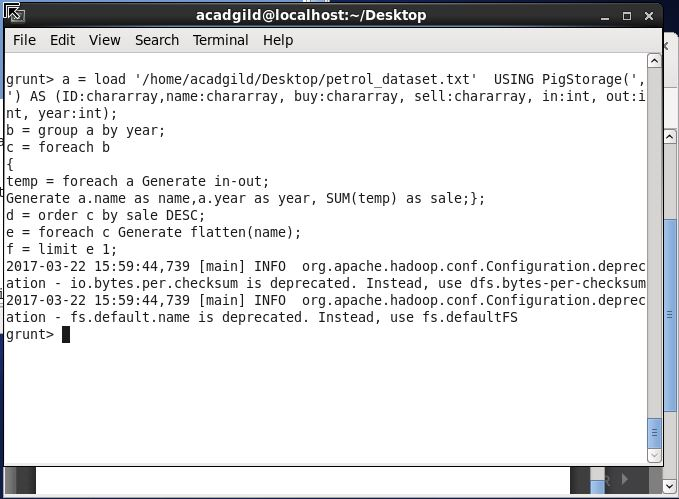 acadgild@localhost:~/Desktop
File Edit View Search Terminal Help
grunt> a = load '/home/acadgild/Desktop/petrol_dataset.txt'  USING PigStorage(',
') AS (ID:chararray,name:chararray, buy:chararray, sell:chararray, in:int, out:i
nt, year:int);
b = group a by year;
c = foreach b
{
temp = foreach a Generate in-out;
Generate a.name as name,a.year as year, SUM(temp) as sale;};
d = order c by sale DESC;
e = foreach c Generate flatten(name);
f = limit e 1;
2017-03-22 15:59:44,739 [main] INFO  org.apache.hadoop.conf.Configuration.deprec
ation - io.bytes.per.checksum is deprecated. Instead, use dfs.bytes-per-checksum
2017-03-22 15:59:44,739 [main] INFO  org.apache.hadoop.conf.Configuration.deprec
ation - fs.default.name is deprecated. Instead, use fs.defaultFS
grunt>